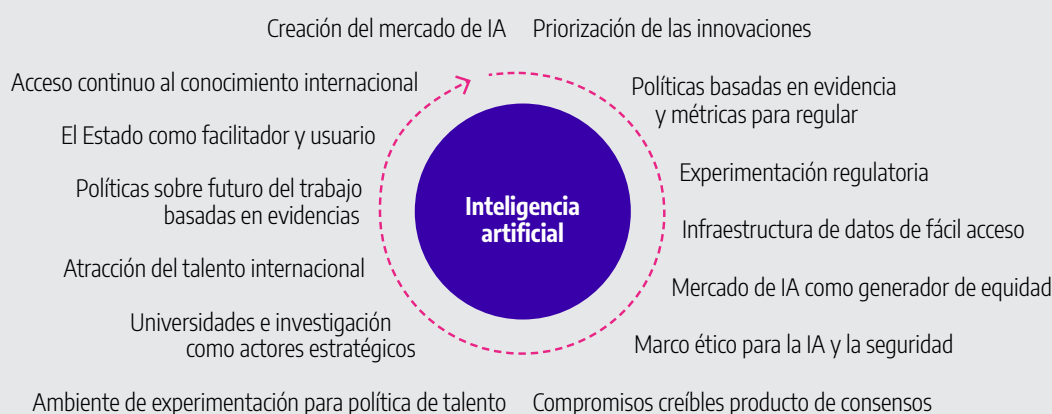 Creación del mercado de IA
Priorización de las innovaciones
Acceso continuo al conocimiento internacional
Políticas basadas en evidencia
y métricas para regular
El Estado como facilitador y usuario
Experimentación regulatoria
Políticas sobre futuro del trabajo
basadas en evidencias
Inteligencia
artificial
Infraestructura de datos de fácil acceso
Atracción del talento internacional
Mercado de IA como generador de equidad
Universidades e investigación
como actores estratégicos
Marco ético para la IA y la seguridad
Ambiente de experimentación para política de talento
Compromisos creíbles producto de consensos